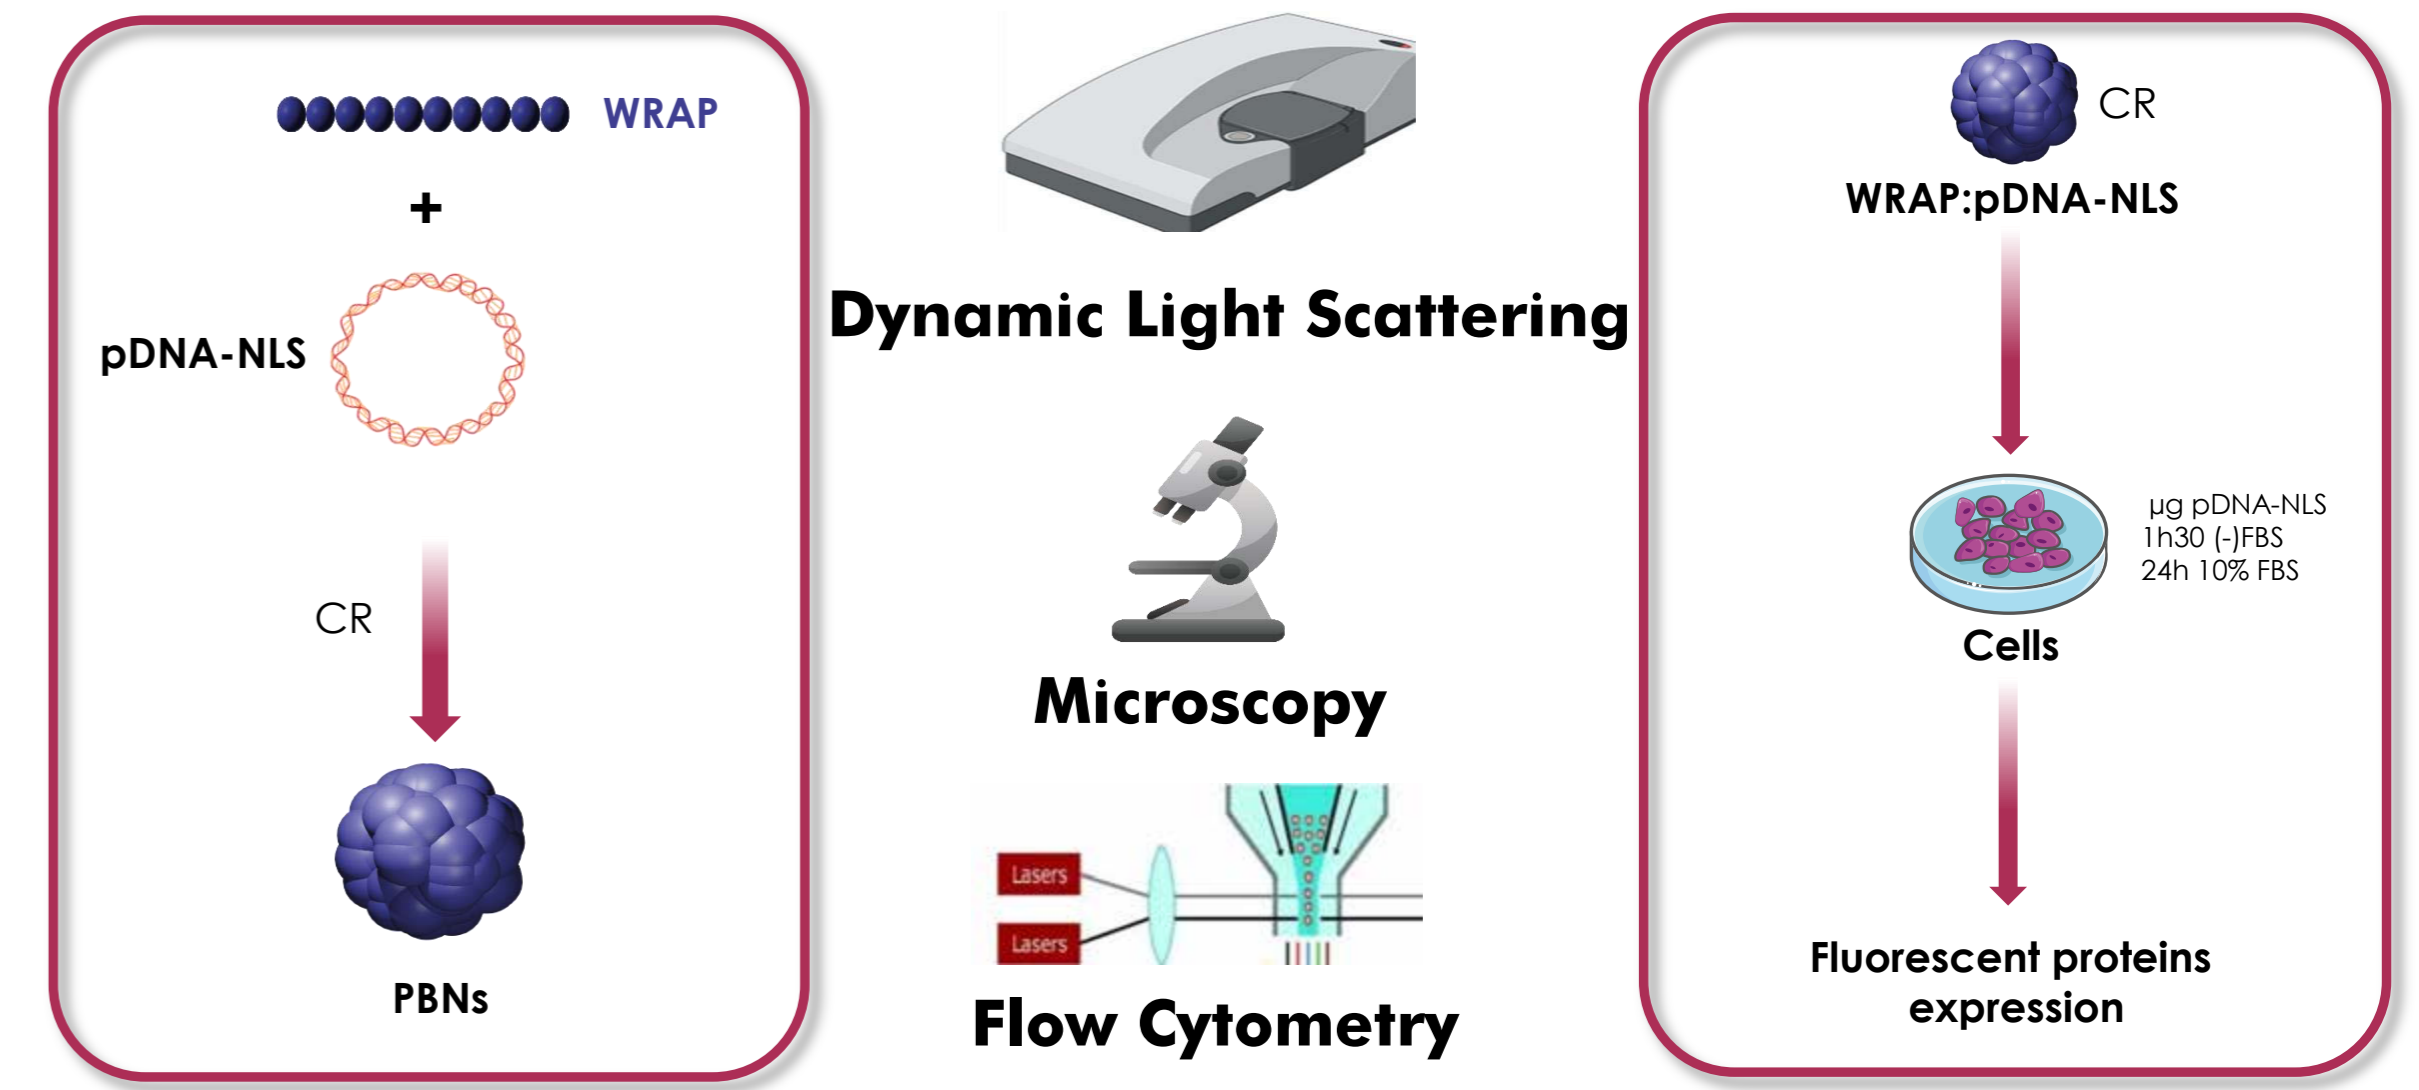 WRAP
+
pDNA-NLS
CR
PBNs
Dynamic Light Scattering
Microscopy
Lasers
Lasers
Flow Cytometry
CR
WRAP:pDNA-NLS
µg pDNA-NLS
1h30 (-)FBS
24h 10% FBS
Cells
Fluorescent proteins
expression